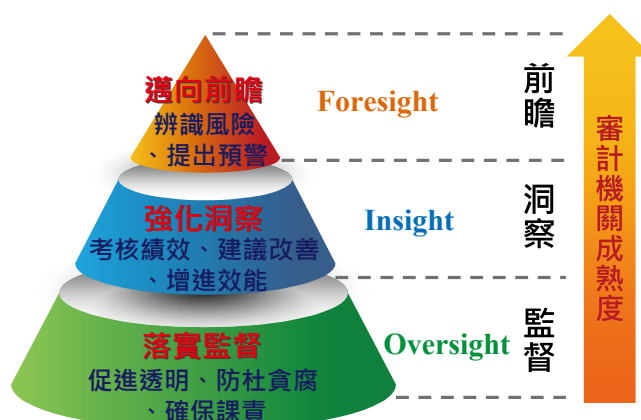 邁向前瞻
辨識風險
、提出預警
Foresight
前瞻
強化洞察
考核績效、建議改善
、增進效能
Insight
洞察
落實監督
促進透明、防杜貪腐
、確保課責
Oversight
監督
審計機關成熟度